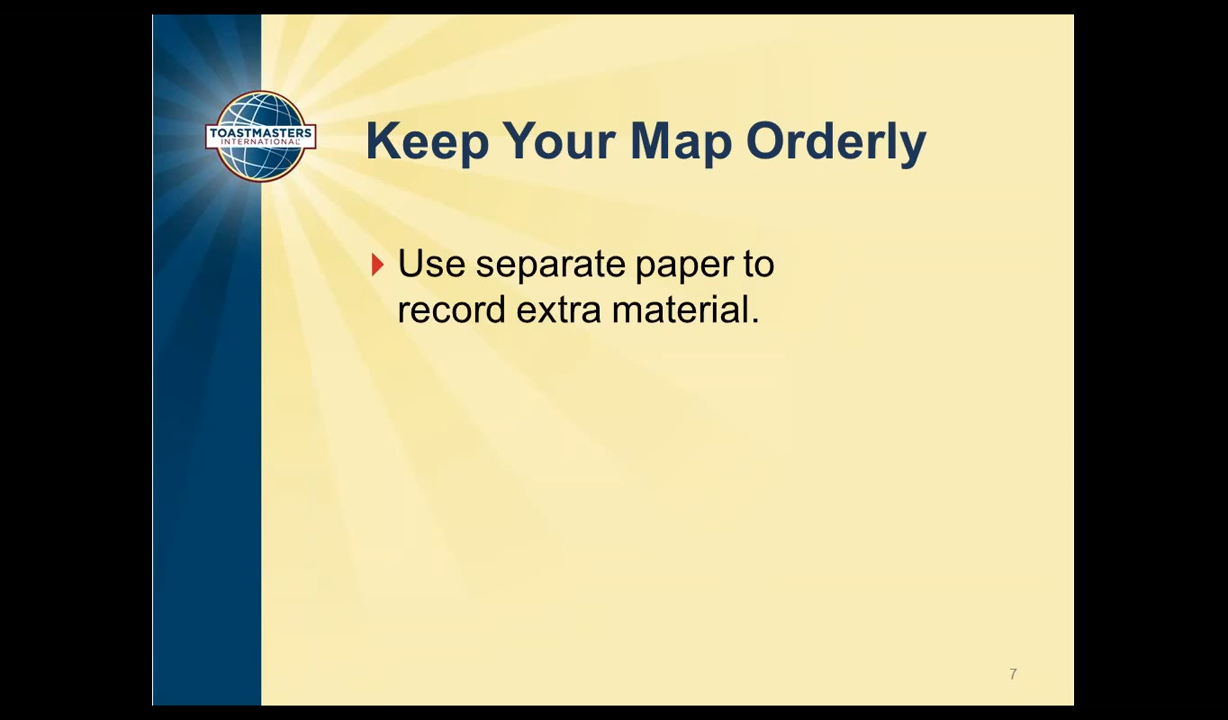 TOASTMASTERS
INTERNATIONAL
Keep Your Map Orderly
Use separate paper to
record extra material.
7